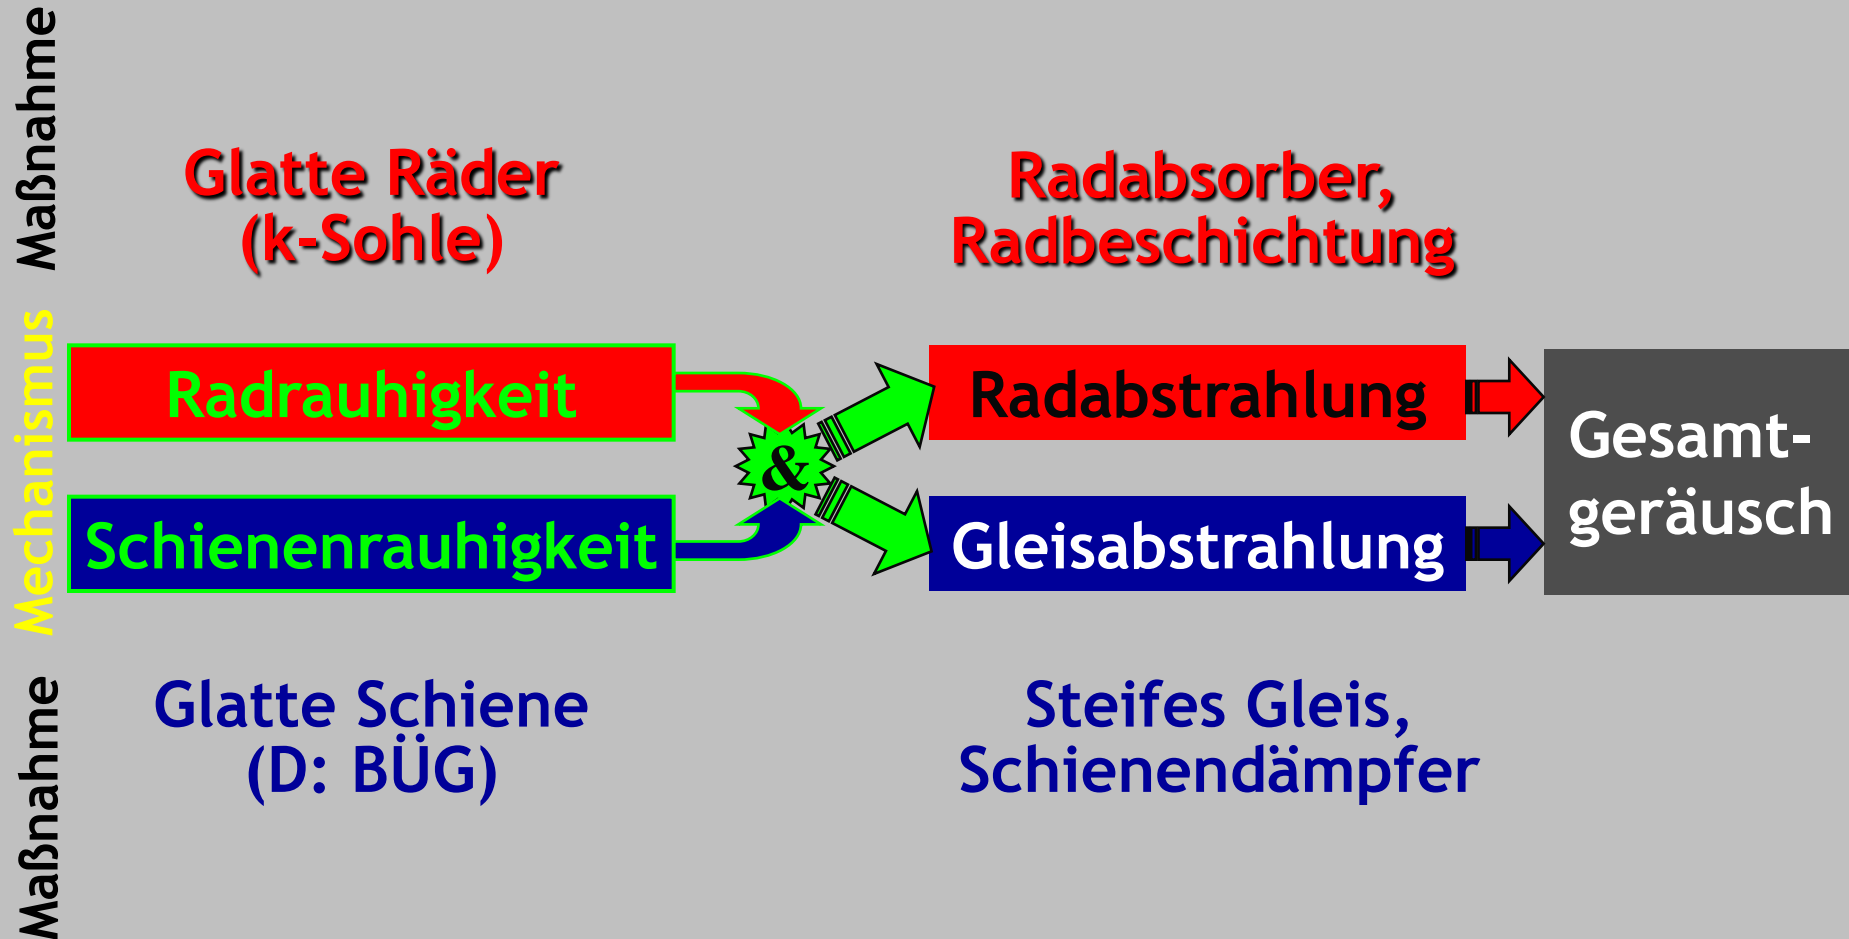 Maßnahme
Glatte Räder
(k-Sohle)
Radabsorber,
Radbeschichtung
Mechanismus
Radrauhigkeit
Schienenrauhigkeit
&
Radabstrahlung
Gleisabstrahlung
Gesamt-
geräusch
Maßnahme
Glatte Schiene
(D: BÜG)
Steifes Gleis,
Schienendämpfer